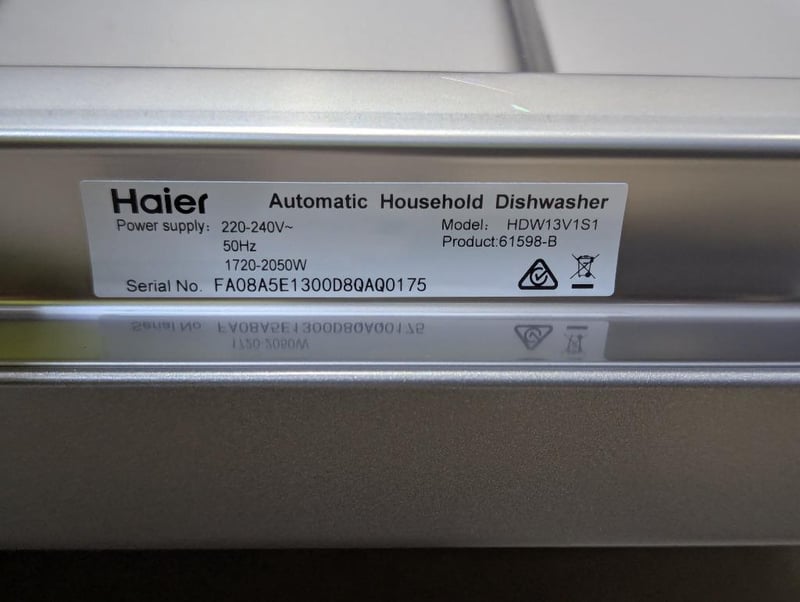 Haier Automatic Household Dishwasher
Power supply: 220-240V~ Model: HDW13V1S1
50Hz Product:61598-B
1720-2050W
Serial No. FA08A5E1300D8QAQ0175